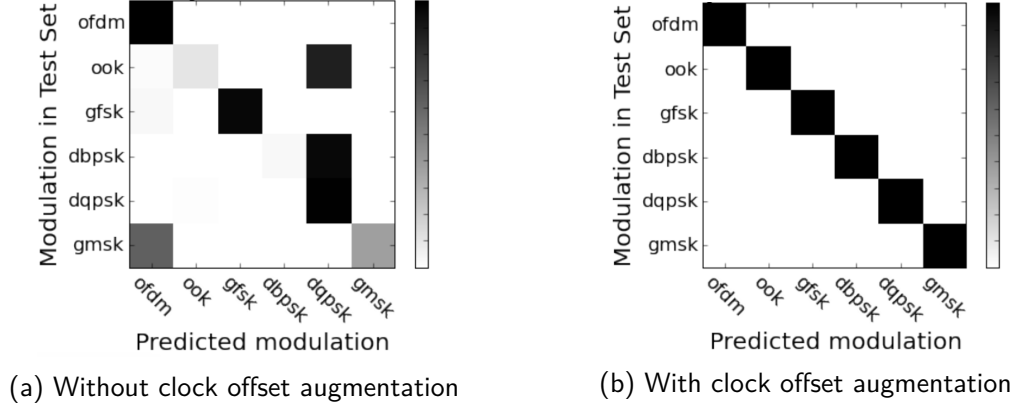 ofdm
ook
gfsk
dbpsk
dqpsk
gmsk
Modulation in Test Set
ofdm
ook
gfsk
dbpsk
dqpsk
gmsk
Predicted modulation
(a) Without clock offset augmentation
ofdm
ook
gfsk
dbpsk
dqpsk
gmsk
Modulation in Test Set
ofdm
ook
gfsk
dbpsk
dqpsk
gmsk
Predicted modulation
(b) With clock offset augmentation